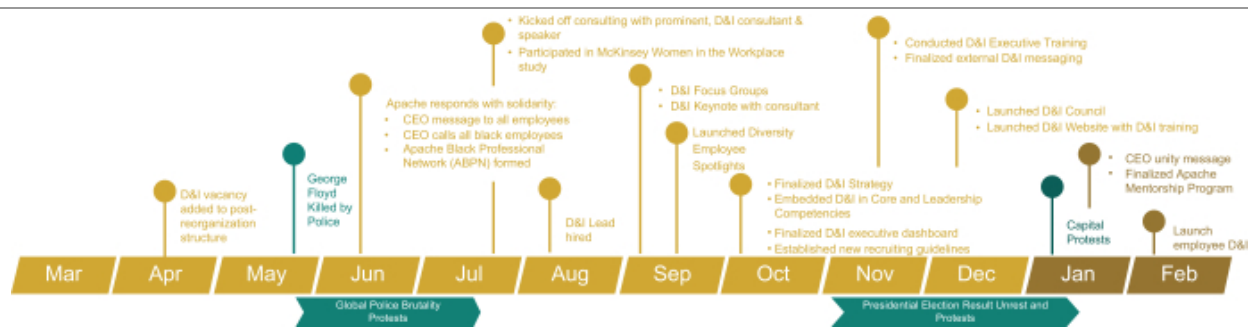 Kicked off consulting with prominent, D&I consultant &
speaker
Participated in McKinsey Women in the Workplace
study
Conducted D&I Executive Training
Finalized external D&I messaging
D&I Focus Groups
D&I Keynote with consultant
Apache responds with solidarity:
CEO message to all employees
CEO calls all black employees
Apache Black Professional
Network (ABPN) formed
Launched D&I Council
Launched D&I Website with D&I training
Launched Diversity
Employee
Spotlights
CEO unity message
Finalized Apache
Mentorship Program
George
Floyd
Killed by
Police
D&I vacancy
added to post-
reorganization
structure
Finalized D&I Strategy
Embedded D&I in Core and Leadership
Competencies
Finalized D&I executive dashboard
Established new recruiting guidelines
D&I Lead
hired
Capital
Protests
Launch
employee D&I
Mar
Apr
May
Jun
Jul
Aug
Sep
Oct
Nov
Dec
Jan
Feb
Global Police Brutality
Protests
Presidential Election Result Unrest and
Protests